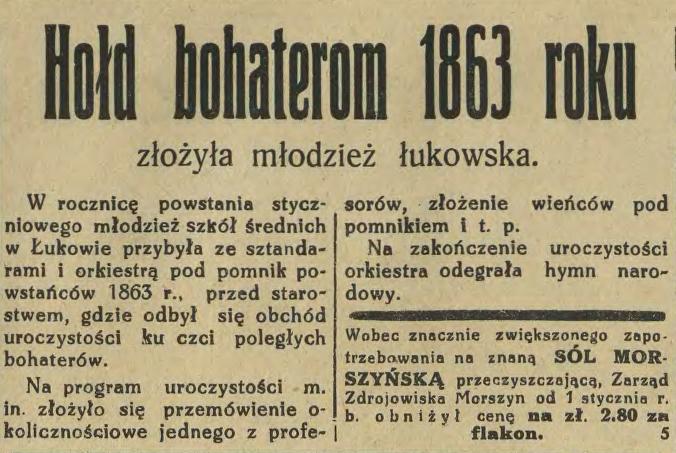 Hołd bohaterom 1863 roku
złożyła młodzież łukowska.
W rocznicę powstania stycz-
niowego młodzież szkół średnich
w Łukowie przybyła ze sztanda-
rami i orkiestrą pod pomnik po-
wstańców 1863 r., przed staro-
stwem, gdzie odbył się obchód
uroczystości ku czci poległych
bohaterów.
Na program uroczystości m.
in. złożyło się przemówienie o-
kolicznościowe jednego z profe-
sorów, złożenie wieńców pod
pomnikiem i t. p.
Na zakończenie uroczystości
orkiestra odegrała hymn naro-
dowy.
Wobec znacznie zwiększonego zapo-
trzebowania na znaną SÓL MOR-
SZYŃSKĄ przeczyszczającą, Zarząd
Zdrojowiska Morszyn od 1 stycznia r.
b. obniżył cenę na zł. 2.80 za
flakon. 5